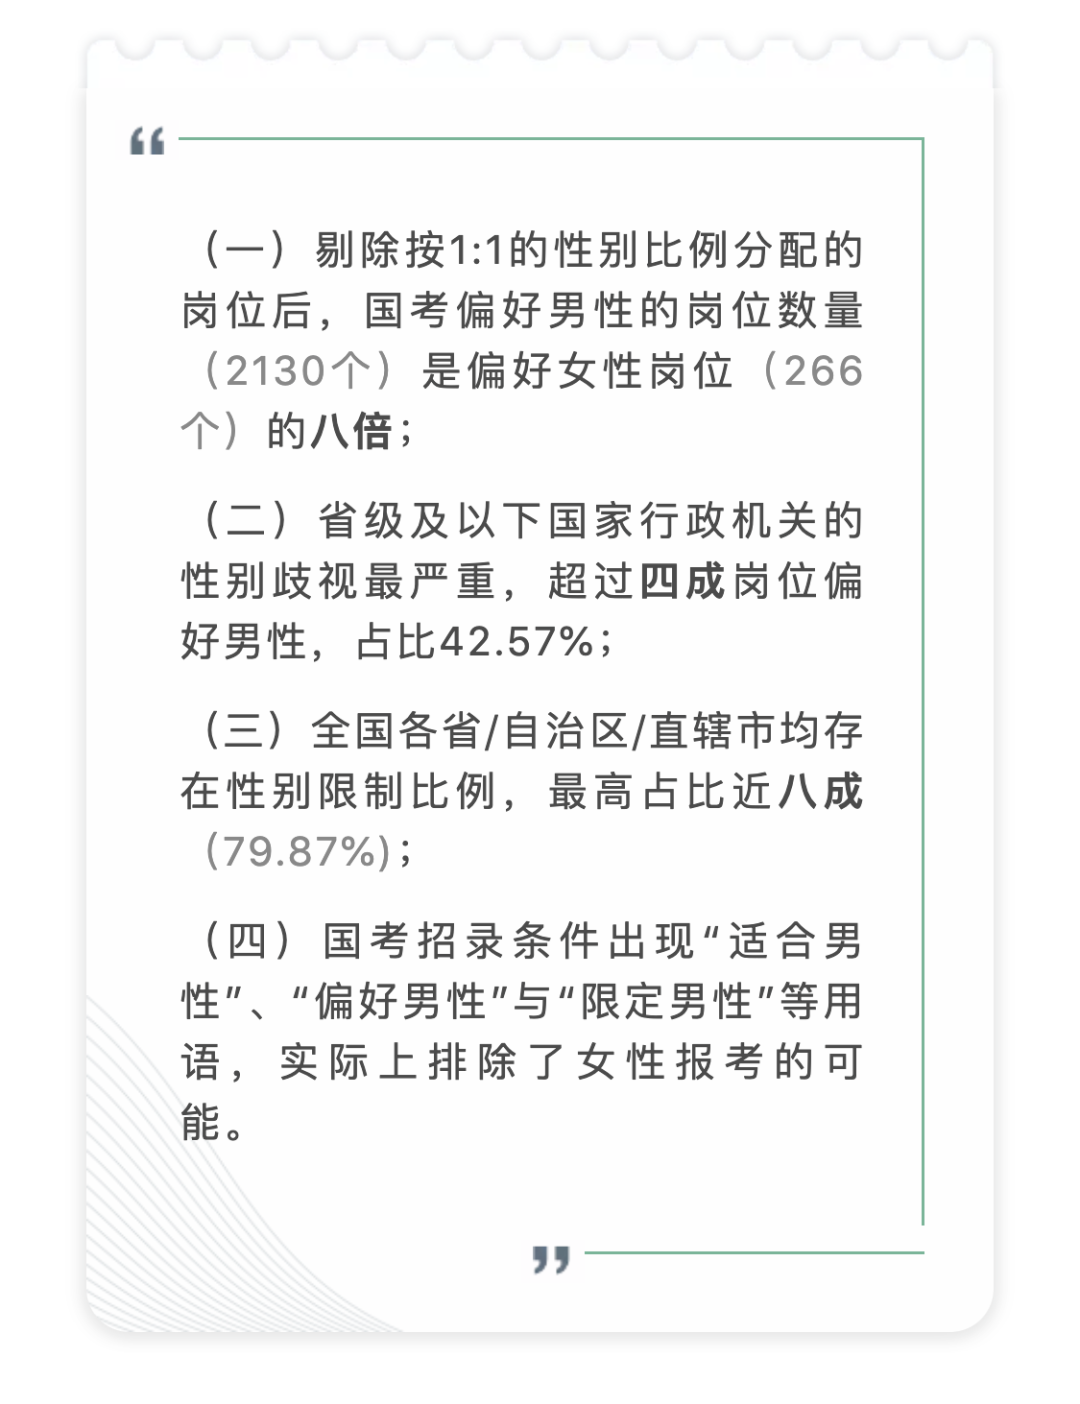 “
（一）剔除按1:1的性别比例分配的
岗位后，国考偏好男性的岗位数量
（2130个）是偏好女性岗位（266
个）的八倍；
（二）省级及以下国家行政机关的
性别歧视最严重，超过四成岗位偏
好男性，占比42.57%；
（三）全国各省/自治区/直辖市均存
在性别限制比例，最高占比近八成
（79.87%)；
（四）国考招录条件出现“适合男
性”、“偏好男性”与“限定男性”等用
语，实际上排除了女性报考的可
能。
”